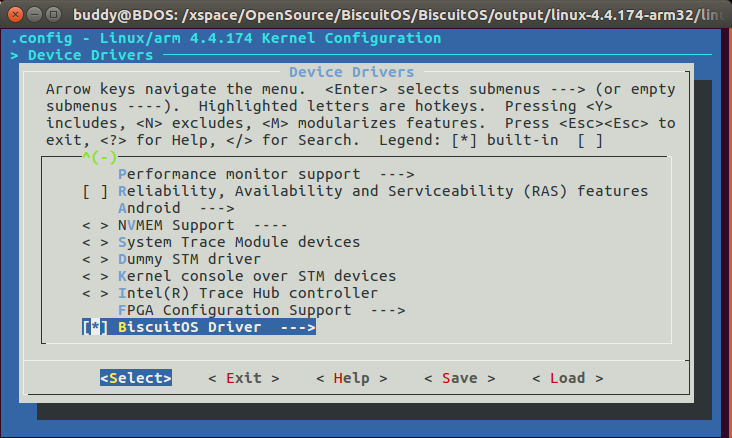 buddy@BDOS: /xspace/OpenSource/BiscuitOS/BiscuitOS/output/linux-4.4.174-arm32/linu
.config - Linux/arm 4.4.174 Kernel Configuration
> Device Drivers
Device Drivers
Arrow keys navigate the menu.  <Enter> selects submenus ---> (or empty
submenus ----).  Highlighted letters are hotkeys.  Pressing <Y>
includes, <N> excludes, <M> modularizes features.  Press <Esc><Esc> to
exit, <?> for Help, </> for Search.  Legend: [*] built-in  [ ]
^(-)
Performance monitor support  --->
[ ] Reliability, Availability and Serviceability (RAS) features
Android  --->
< > NVMEM Support  ----
< > System Trace Module devices
< > Dummy STM driver
< > Kernel console over STM devices
< > Intel(R) Trace Hub controller
FPGA Configuration Support  --->
[*] BiscuitOS Driver  --->
<Select>    < Exit >    < Help >    < Save >    < Load >